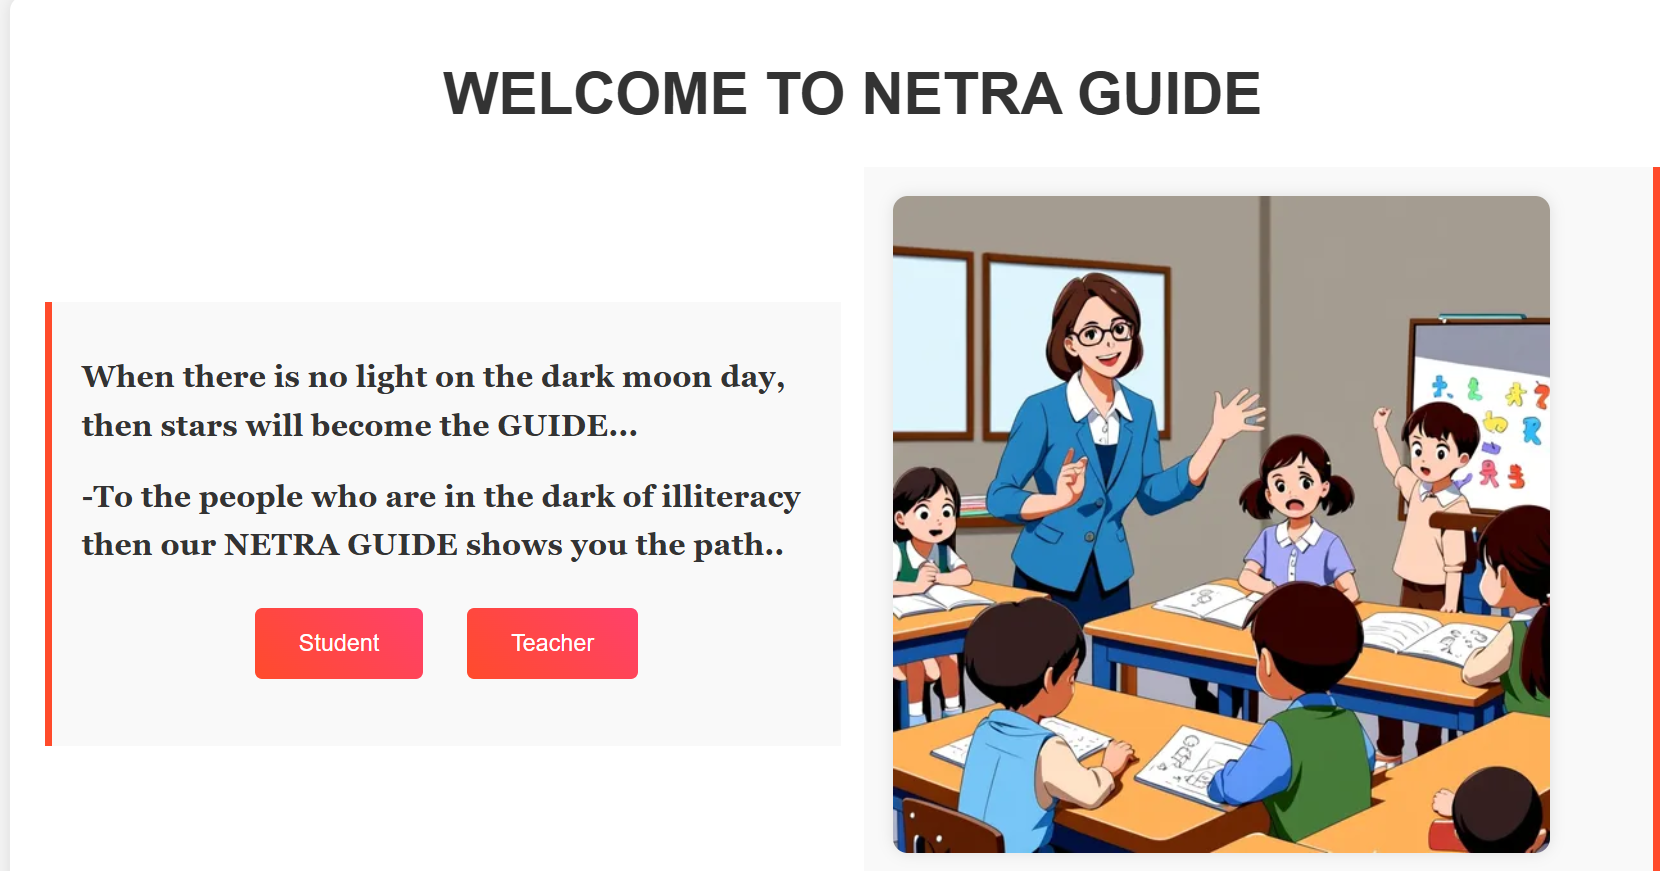 WELCOME TO NETRA GUIDE
When there is no light on the dark moon day,
then stars will become the GUIDE...
-To the people who are in the dark of illiteracy
then our NETRA GUIDE shows you the path..
Student
Teacher